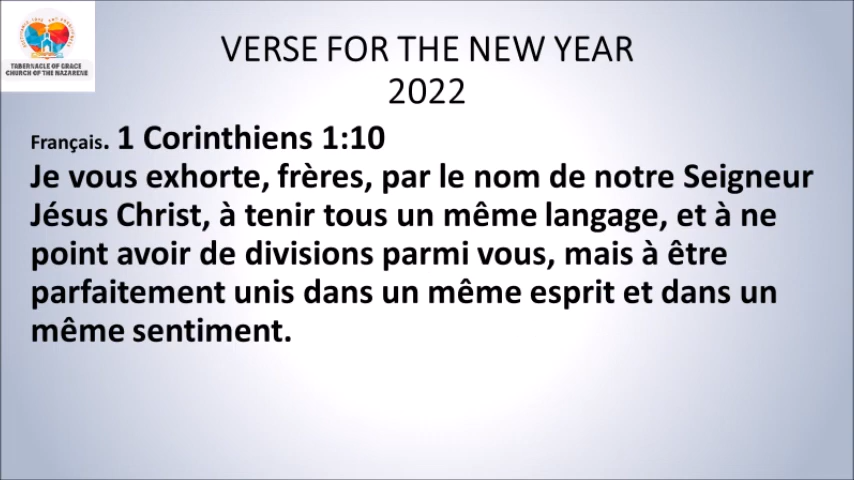 TABERNACLE OF GRACE
CHURCH OF THE NAZARENE
VERSE FOR THE NEW YEAR
2022
Français. 1 Corinthiens 1:10
Je vous exhorte, frères, par le nom de notre Seigneur
Jésus Christ, à tenir tous un même langage, et à ne
point avoir de divisions parmi vous, mais à être
parfaitement unis dans un même esprit et dans un
même sentiment.